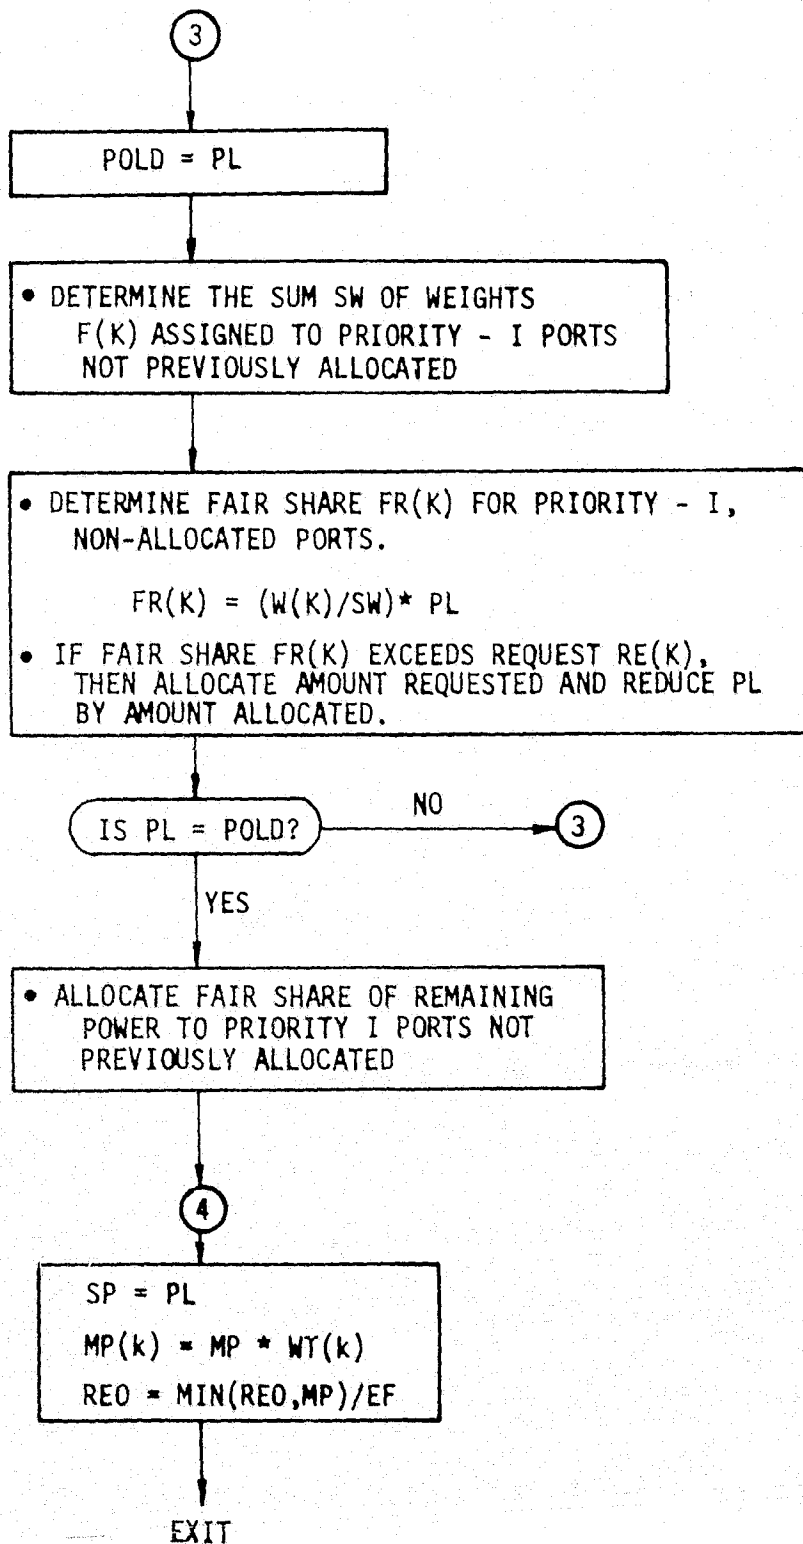 3
POLD = PL
• DETERMINE THE SUM SW OF WEIGHTS
F(K) ASSIGNED TO PRIORITY - I PORTS
NOT PREVIOUSLY ALLOCATED
• DETERMINE FAIR SHARE FR(K) FOR PRIORITY - I,
NON-ALLOCATED PORTS.
FR(K) = (W(K)/SW)* PL
• IF FAIR SHARE FR(K) EXCEEDS REQUEST RE(K),
THEN ALLOCATE AMOUNT REQUESTED AND REDUCE PL
BY AMOUNT ALLOCATED.
IS PL = POLD?
NO
3
YES
• ALLOCATE FAIR SHARE OF REMAINING
POWER TO PRIORITY I PORTS NOT
PREVIOUSLY ALLOCATED
4
SP = PL
MP(k) = MP * WT(k)
REO = MIN(REO,MP)/EF
EXIT